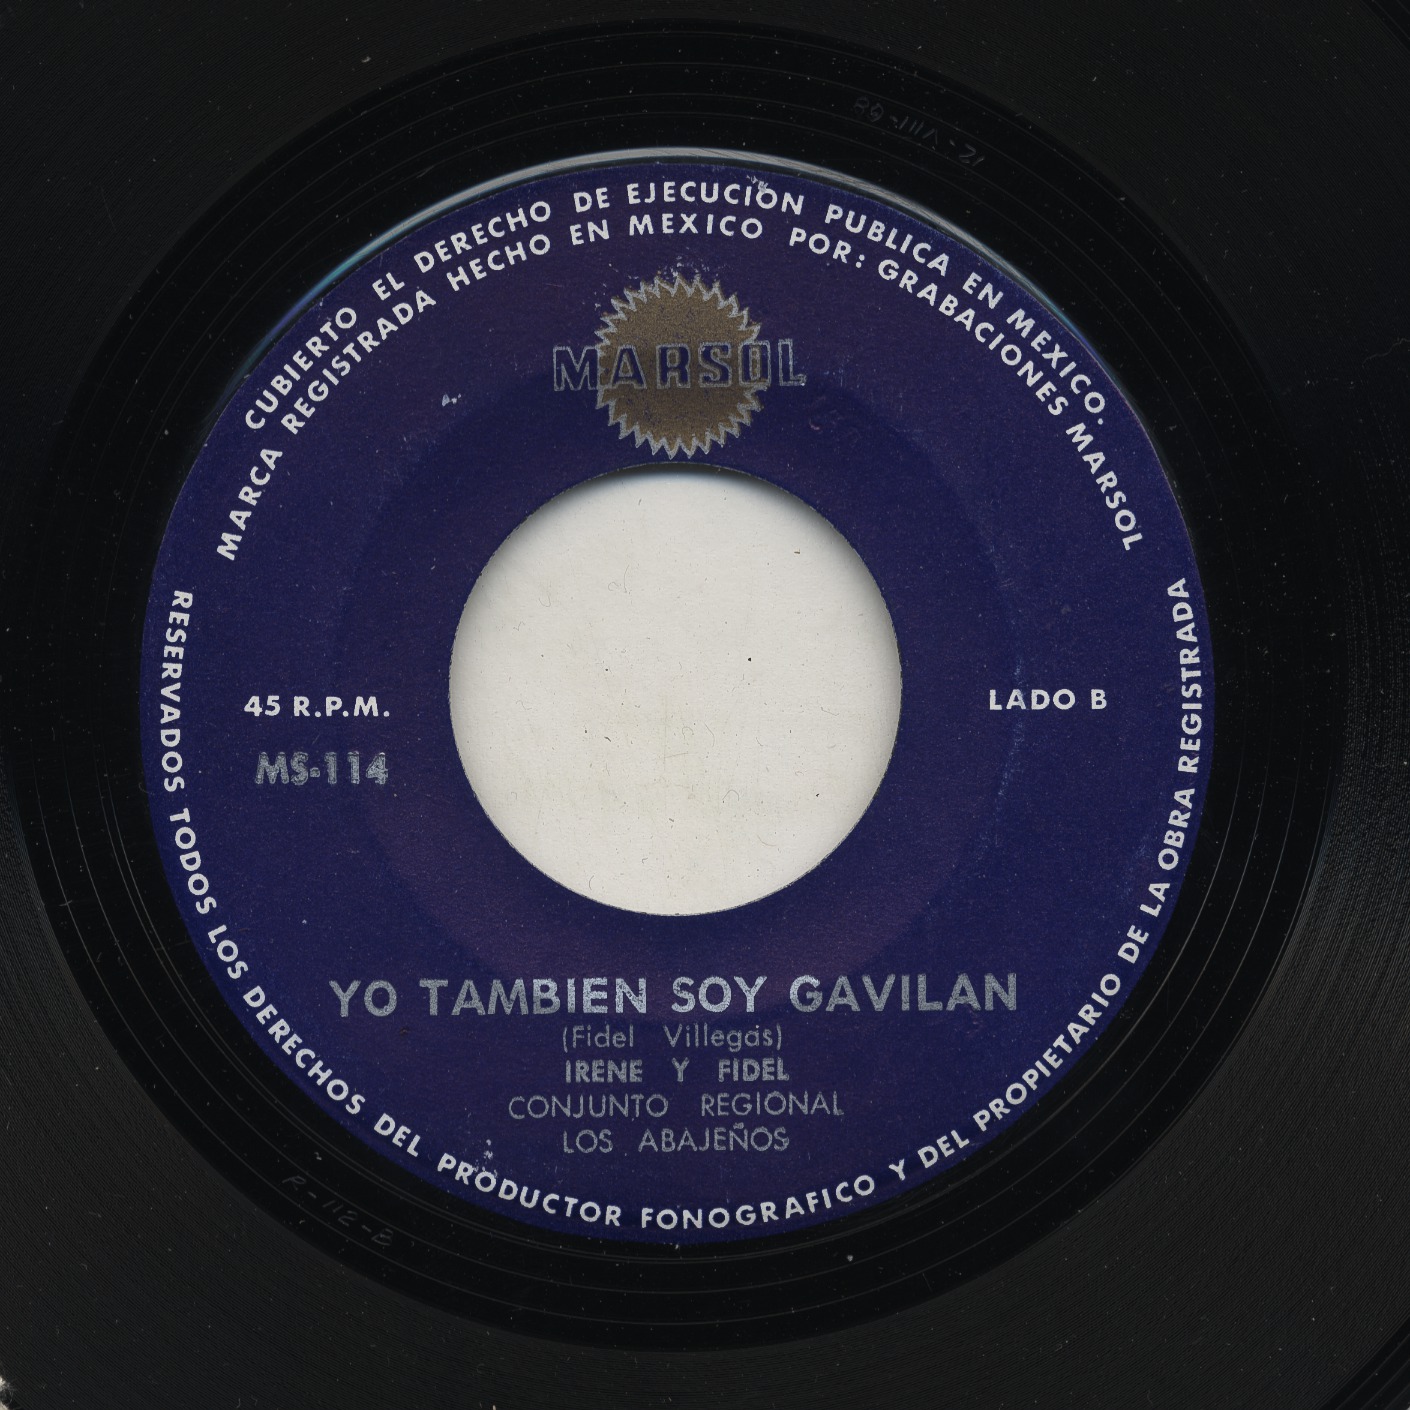 CUBIERTO EL DERECHO DE EJECUCIÓN PUBLICA EN MEXICO.
MARCA REGISTRADA HECHO EN MEXICO POR: GRABACIONES MARSOL
MARSOL
45 R.P.M.
LADO B
MS-114
YO TAMBIEN SOY GAVILAN
(Fidel Villegas)
IRENE Y FIDEL
CONJUNTO REGIONAL
LOS ABAJEÑOS
RESERVADOS TODOS LOS DERECHOS DEL PRODUCTOR FONOGRAFICO Y DEL PROPIETARIO DE LA OBRA REGISTRADA